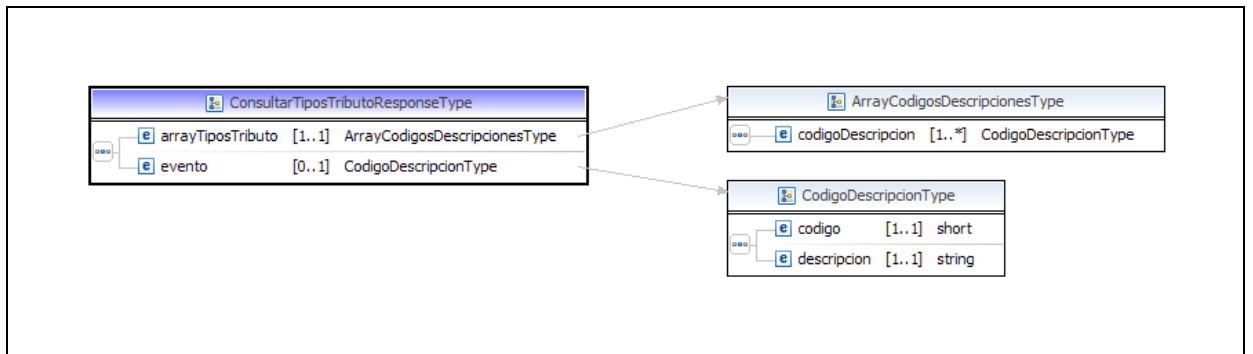 ConsultarTiposTributoResponseType
e arrayTiposTributo [1..1] ArrayCodigosDescripcionesType
e evento [0..1] CodigoDescripcionType
ArrayCodigosDescripcionesType
e codigoDescripcion [1..*] CodigoDescripcionType
CodigoDescripcionType
e codigo [1..1] short
e descripcion [1..1] string